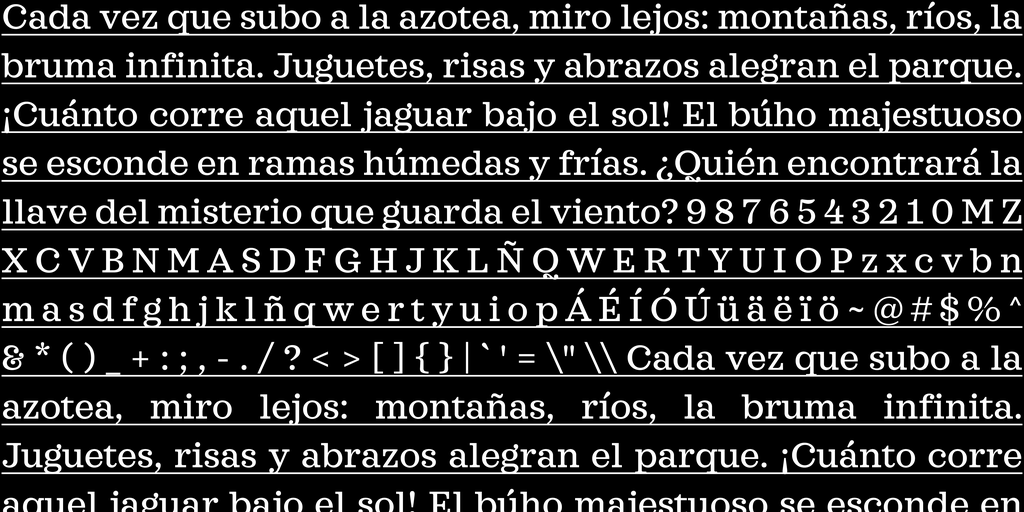 Cada vez que subo a la azotea, miro lejos: montañas, ríos, la
bruma infinita. Juguetes, risas y abrazos alegran el parque.
¡Cuánto corre aquel jaguar bajo el sol! El búho majestuoso
se esconde en ramas húmedas y frías. ¿Quién encontrará la
llave del misterio que guarda el viento? 9 8 7 6 5 4 3 2 1 0 M Z
X C V B N M A S D F G H J K L Ñ Q W E R T Y U I O P z x c v b n
m a s d f g h j k l ñ q w e r t y u i o p Á É Í Ó Ú ü ä ë ï ö ~ @ # $ % ^
& * ( ) _ + : ; , - . / ? < > [ ] { } | ` ' = \" \\ Cada vez que subo a la
azotea, miro lejos: montañas, ríos, la bruma infinita.
Juguetes, risas y abrazos alegran el parque. ¡Cuánto corre
aquel jaguar bajo el sol! El búho majestuoso se esconde en